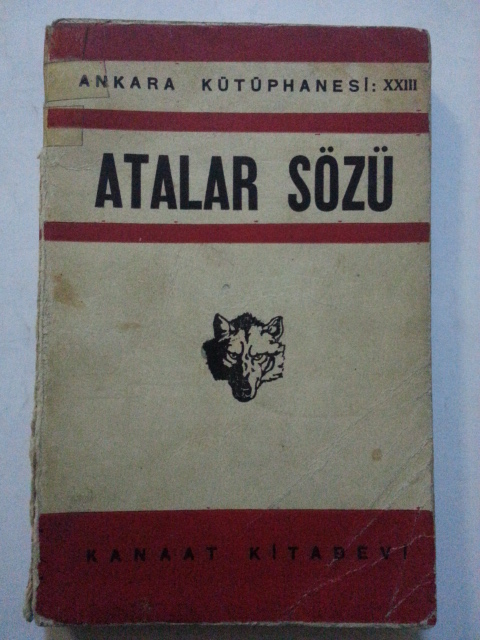 ANKARA KÜTÜPHANESİ: XXIII
ATALAR SÖZÜ
KANAAT KİTABEVİ